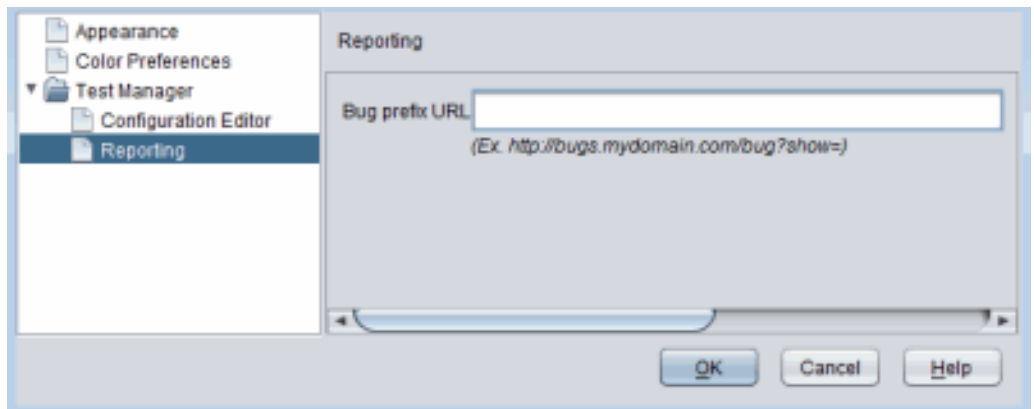 Appearance
Color Preferences
Test Manager
Configuration Editor
Reporting
Reporting
Bug prefix URL
(Ex. http://bugs.mydomain.com/bug?show=)
OK
Cancel
Help